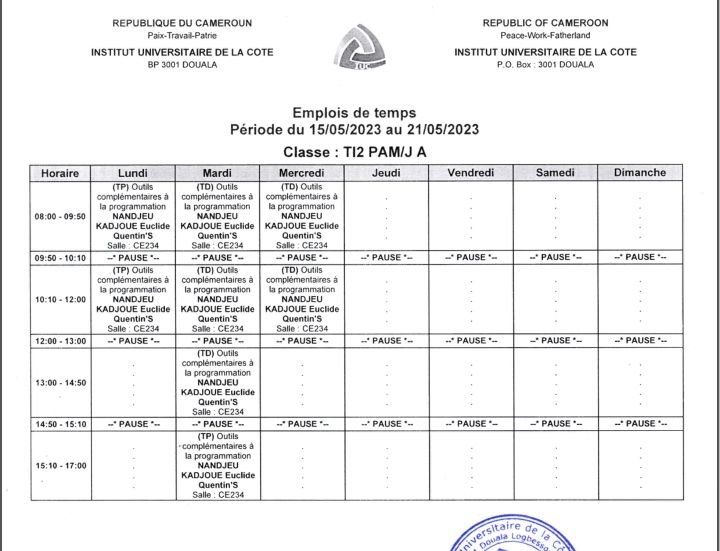 REPUBLIQUE DU CAMEROUN
Paix-Travail-Patrie
INSTITUT UNIVERSITAIRE DE LA COTE
BP 3001 DOUALA
IUC
REPUBLIC OF CAMEROON
Peace-Work-Fatherland
INSTITUT UNIVERSITAIRE DE LA COTE
P.O. Box : 3001 DOUALA
Emplois de temps
Période du 15/05/2023 au 21/05/2023
Classe : TI2 PAM/J A
Horaire Lundi Mardi Mercredi Jeudi Vendredi Samedi Dimanche
08:00 - 09:50
(TP) Outils
complémentaires à
la programmation
NANDJEU
KADJOUE Euclide
Quentin'S
Salle : CE234
(TD) Outils
complémentaires à
la programmation
NANDJEU
KADJOUE Euclide
Quentin'S
Salle : CE234
(TD) Outils
complémentaires à
la programmation
NANDJEU
KADJOUE Euclide
Quentin'S
Salle : CE234
09:50 - 10:10 --* PAUSE *-- --* PAUSE *-- --* PAUSE *-- --* PAUSE *-- --* PAUSE *-- --* PAUSE *-- --* PAUSE *--
10:10 - 12:00
(TP) Outils
complémentaires à
la programmation
NANDJEU
KADJOUE Euclide
Quentin'S
Salle : CE234
(TD) Outils
complémentaires à
la programmation
NANDJEU
KADJOUE Euclide
Quentin'S
Salle : CE234
(TD) Outils
complémentaires à
la programmation
NANDJEU
KADJOUE Euclide
Quentin'S
Salle : CE234
12:00 - 13:00 --* PAUSE *-- --* PAUSE *-- --* PAUSE *-- --* PAUSE *-- --* PAUSE *-- --* PAUSE *-- --* PAUSE *--
13:00 - 14:50
(TD) Outils
complémentaires à
la programmation
NANDJEU
KADJOUE Euclide
Quentin'S
Salle : CE234
14:50 - 15:10 --* PAUSE *-- --* PAUSE *-- --* PAUSE *-- --* PAUSE *-- --* PAUSE *-- --* PAUSE *-- --* PAUSE *--
15:10 - 17:00
(TP) Outils
complémentaires à
la programmation
NANDJEU
KADJOUE Euclide
Quentin'S
Salle : CE234
de la
Douala